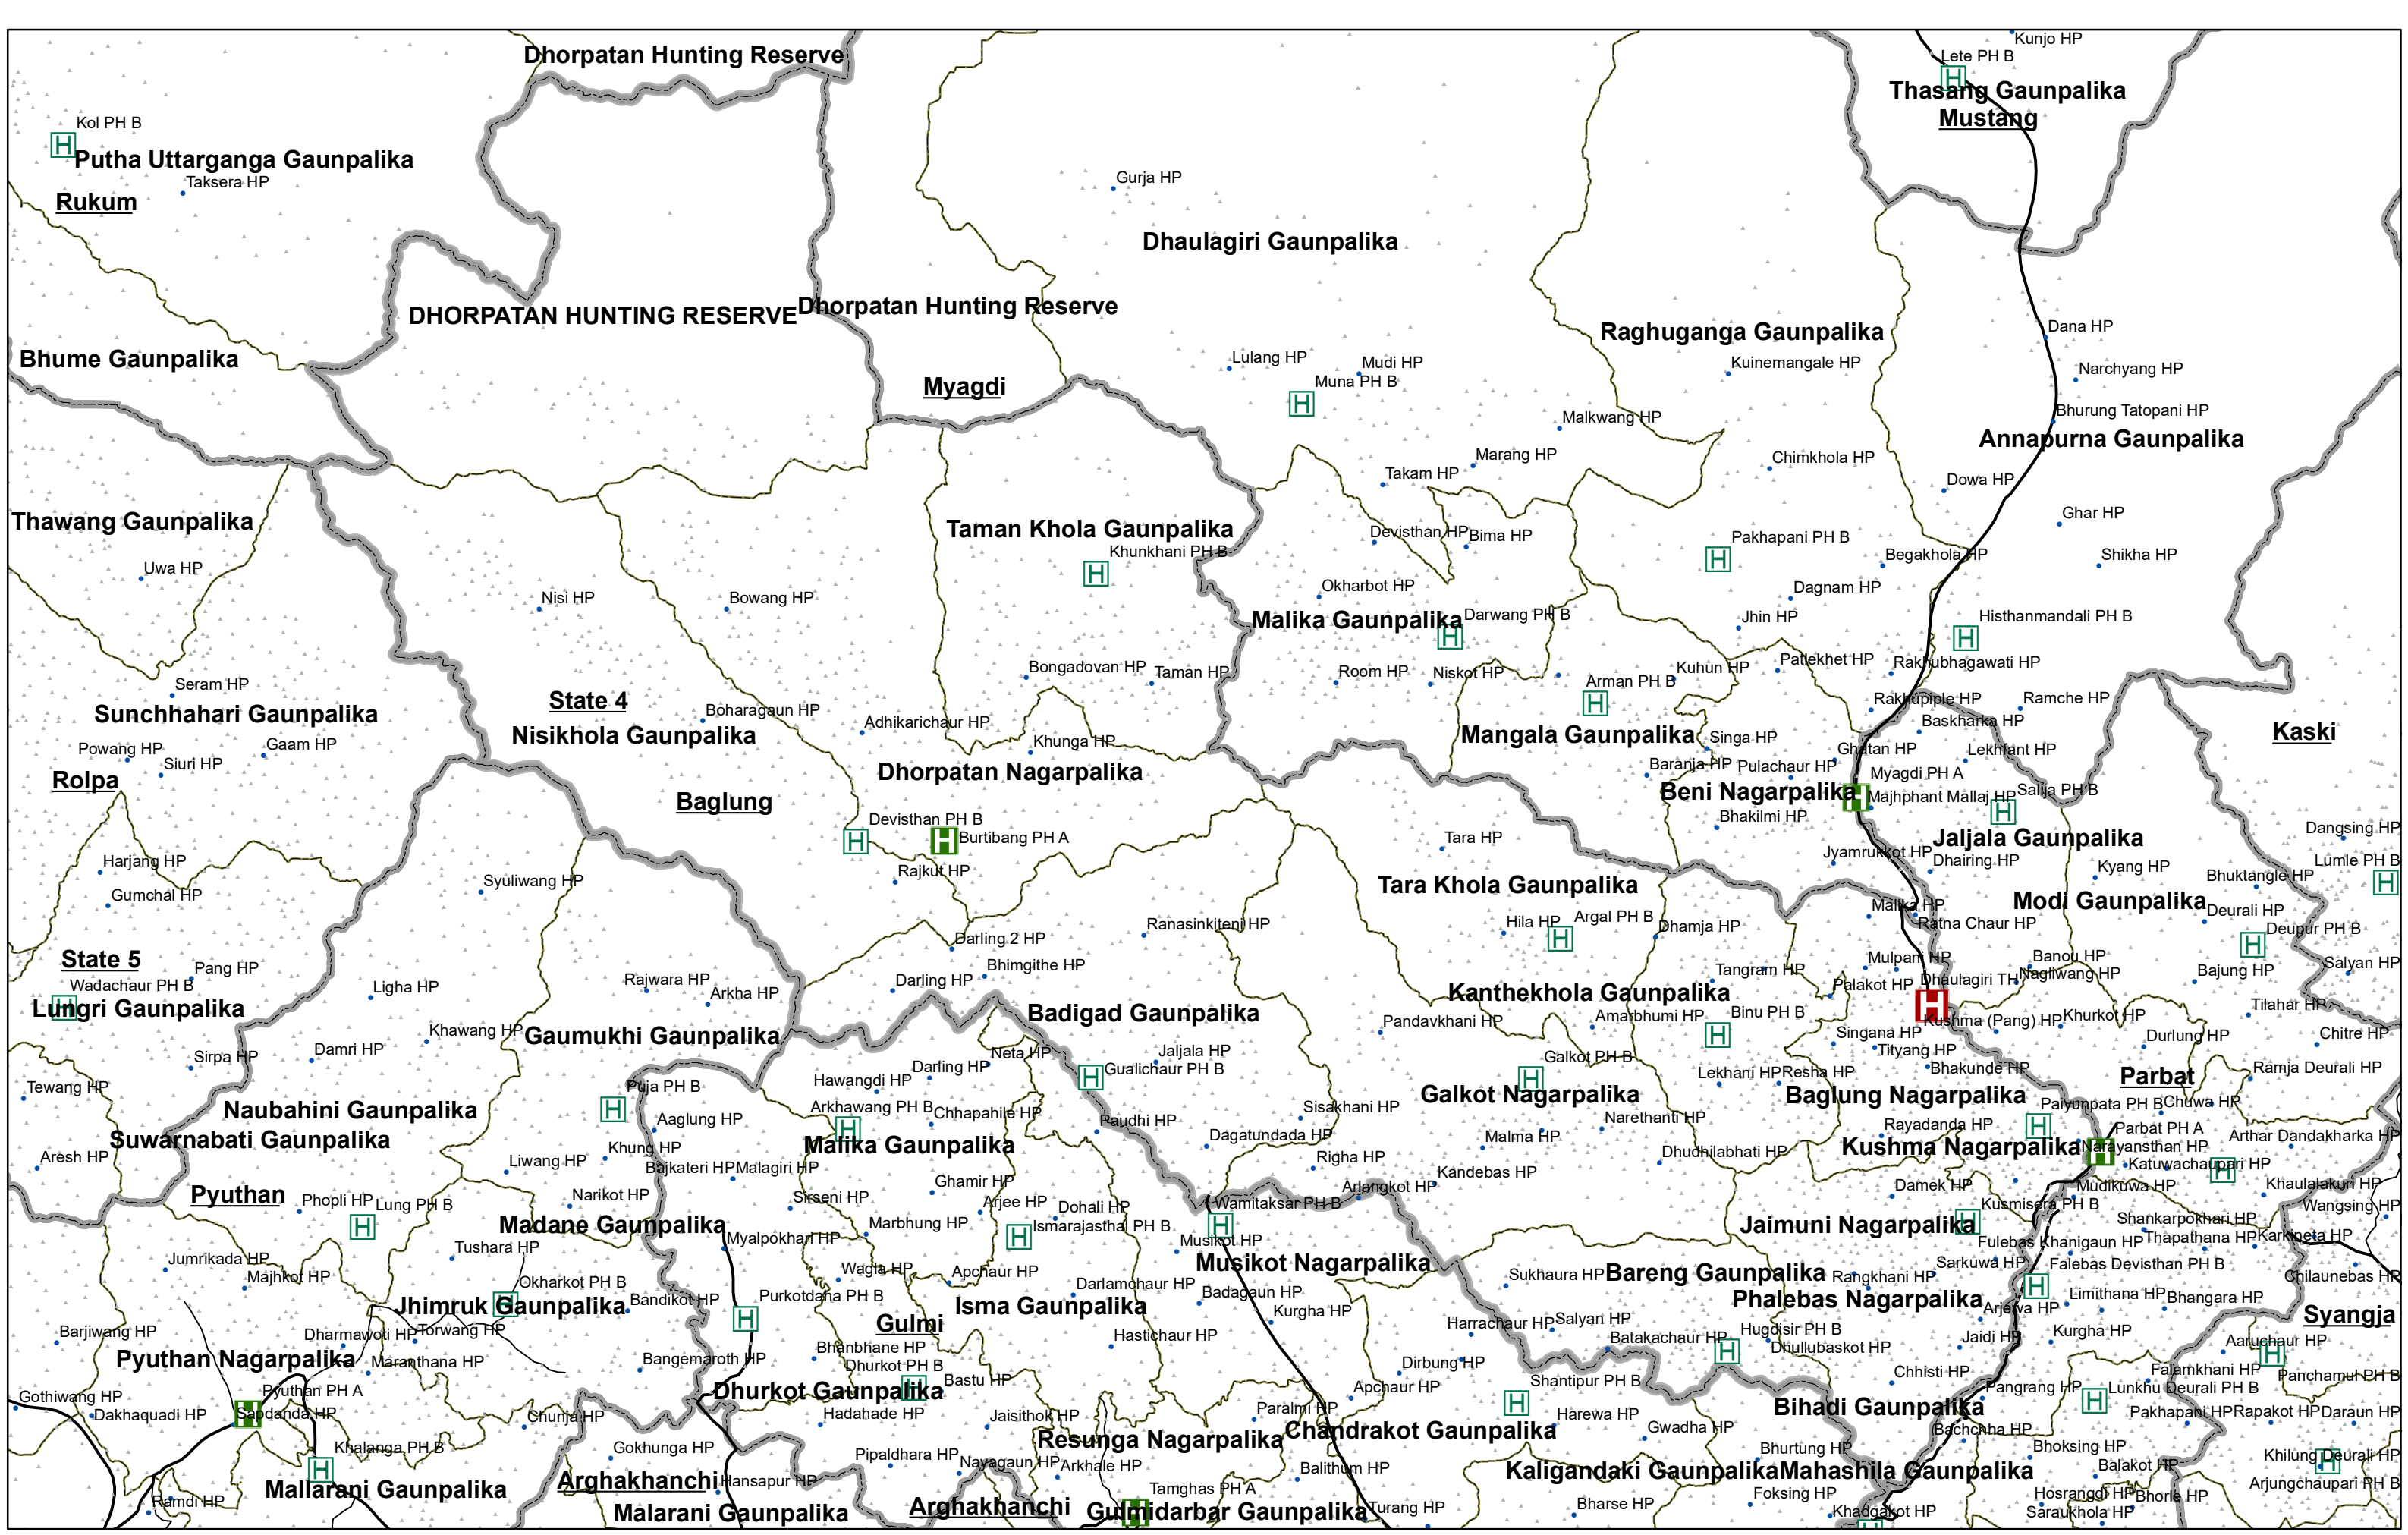 Kunjo HP
Dhorpatan Hunting Reserve
Lete PH B
Thasang Gaunpalika
Mustang
Kol PH B
Putha Uttarganga Gaunpalika
Taksera HP
Rukum
Gurja HP
Dhaulagiri Gaunpalika
DHORPATAN HUNTING RESERVE
Dhorpatan Hunting Reserve
Raghuganga Gaunpalika
Dana HP
Bhume Gaunpalika
Lulang HP
Mudi HP
Kuinemangale HP
Narchyang HP
Myagdi
Muna PH B
Malkwang HP
Bhurung Tatopani HP
Annapurna Gaunpalika
Marang HP
Chimkhola HP
Takam HP
Dowa HP
Thawang Gaunpalika
Taman Khola Gaunpalika
Ghar HP
Devisthan HP
Bima HP
Pakhapani PH B
Khunkhani PH B
Begakhola HP
Shikha HP
Uwa HP
Okharbot HP
Dagnam HP
Nisi HP
Bowang HP
Malika Gaunpalika
Darwang PH B
Jhin HP
Histhanmandali PH B
Bongadovan HP
Taman HP
Room HP
Niskot HP
Kuhun HP
Patlekhet HP
Rakhubhagawati HP
Seram HP
Arman PH B
State 4
Boharagaun HP
Rakhupiple HP
Ramche HP
Sunchhahari Gaunpalika
Nisikhola Gaunpalika
Adhikarichaur HP
Baskharka HP
Kaski
Powang HP
Gaam HP
Khunga HP
Mangala Gaunpalika
Singa HP
Ghatan HP
Lekhfant HP
Siuri HP
Rolpa
Dhorpatan Nagarpalika
Baranja HP
Pulachaur HP
Myagdi PH A
Baglung
Beni Nagarpalika
Majhphant Mallaj HP
Salija PH B
Devisthan PH B
Burtibang PH A
Tara HP
Bhakilmi HP
Jaljala Gaunpalika
Dangsing HP
Harjang HP
Rajkut HP
Jyamrukkot HP
Dhairing HP
Kyang HP
Lumle PH B
Gumchal HP
Syuliwang HP
Tara Khola Gaunpalika
Bhuktangle HP
Modi Gaunpalika
Malika HP
Deurali HP
Ranasinkiteni HP
Hila HP
Argal PH B
Dhamja HP
Ratna Chaur HP
Deupur PH B
State 5
Darling 2 HP
Wadachaur PH B
Pang HP
Bhimgithe HP
Tangram HP
Mulpani HP
Banou HP
Nagliwang HP
Bajung HP
Salyan HP
Lungri Gaunpalika
Ligha HP
Rajwara HP
Arkha HP
Darling HP
Kanthekhola Gaunpalika
Palakot HP
Dhaulagiri TH
Tilahar HP
Khawang HP
Gaumukhi Gaunpalika
Badigad Gaunpalika
Pandavkhani HP
Amarbhumi HP
Binu PH B
Kushma (Pang) HP
Khurkot HP
Singana HP
Durlung HP
Chitre HP
Sirpa HP
Damri HP
Neta HP
Jaljala HP
Galkot PH B
Tityang HP
Tewang HP
Puja PH B
Hawangdi HP
Darling HP
Gualichaur PH B
Lekhani HP
Resha HP
Bhakunde HP
Parbat
Ramja Deurali HP
Naubahini Gaunpalika
Arkhawang PH B
Chhapahile HP
Sisakhani HP
Galkot Nagarpalika
Baglung Nagarpalika
Paiyunpata PH B
Chuwa HP
Aaglung HP
Paudhi HP
Narethanti HP
Suwarnabati Gaunpalika
Malika Gaunpalika
Dagatundada HP
Malma HP
Rayadanda HP
Parbat PH A
Arthar Dandakharka HP
Aresh HP
Liwang HP
Khung HP
Righa HP
Dhudhilabhati HP
Kushma Nagarpalika
Narayansthan HP
Bajkateri HP
Malagiri HP
Kandebas HP
Katuwachaupari HP
Pyuthan
Phopli HP
Lung PH B
Narikot HP
Sirseni HP
Ghamir HP
Arlangkot HP
Damek HP
Mudikuwa HP
Khaulalakuri HP
Arjee HP
Dohali HP
Wamitaksar PH B
Kusmisera PH B
Wangsing HP
Madane Gaunpalika
Marbhung HP
Ismarajasthal PH B
Jaimuni Nagarpalika
Shankarpokhari HP
Myalpokhari HP
Musikot HP
Fulebas Khanigaun HP
Thapathana HP
Karkineta HP
Tushara HP
Jumrikada HP
Musikot Nagarpalika
Sarkuwa HP
Falebas Devisthan PH B
Majhkot HP
Wagla HP
Apchaur HP
Sukhaura HP
Bareng Gaunpalika
Rangkhani HP
Chilaunebas HP
Okharkot PH B
Purkotdana PH B
Darlamchaur HP
Badagaun HP
Limithana HP
Bhangara HP
Jhimruk Gaunpalika
Bandikot HP
Isma Gaunpalika
Kurgha HP
Phalebas Nagarpalika
Arjewa HP
Syangja
Barjiwang HP
Dharmawoti HP
Torwang HP
Gulmi
Hastichaur HP
Harrachaur HP
Salyan HP
Batakachaur HP
Hugdisir PH B
Jaidi HP
Kurgha HP
Aaruchaur HP
Pyuthan Nagarpalika
Maranthana HP
Bangemaroth HP
Bhanbhane HP
Dhurkot PH B
Dirbung HP
Dhullubaskot HP
Chhisti HP
Falamkhani HP
Panchamul PH B
Gothiwang HP
Pyuthan PH A
Dhurkot Gaunpalika
Bastu HP
Apchaur HP
Shantipur PH B
Pangrang HP
Lunkhu Deurali PH B
Dakhaquadi HP
Sapdanda HP
Chunja HP
Hadahade HP
Jaisithok HP
Paralmi HP
Harewa HP
Bihadi Gaunpalika
Pakhapani HP
Rapakot HP
Daraun HP
Khalanga PH B
Gokhunga HP
Pipaldhara HP
Resunga Nagarpalika
Chandrakot Gaunpalika
Gwadha HP
Bachchha HP
Nayagaun HP
Arkhale HP
Balithum HP
Bhurtung HP
Bhoksing HP
Khilung Deurali HP
Mallarani Gaunpalika
Arghakhanchi
Hansapur HP
Kaligandaki Gaunpalika
Mahashila Gaunpalika
Balakot HP
Arjungchaupari PH B
Ramdi HP
Malarani Gaunpalika
Arghakhanchi
Tamghas PH A
Gulmidarbar Gaunpalika
Turang HP
Bharse HP
Foksing HP
Khadgakot HP
Hosrangdi HP
Bhorle HP
Saraukhola HP